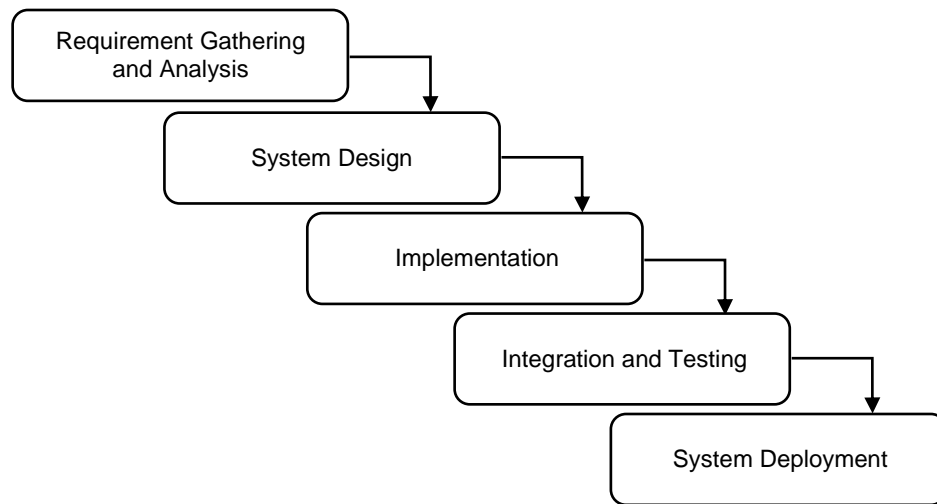 Requirement Gathering
and Analysis
System Design
Implementation
Integration and Testing
System Deployment